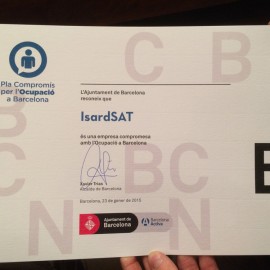 Pla Compromís
per l'Ocupació
a Barcelona
L'Ajuntament de Barcelona
reconeix que
IsardSAT
és una empresa compromesa
amb l'Ocupació a Barcelona
Xavier Trias
Alcalde de Barcelona
Barcelona, 23 de gener de 2015
Ajuntament de
Barcelona
Barcelona
Activa